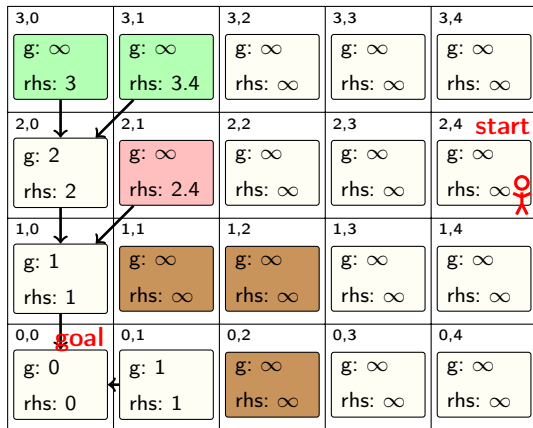 3,0 3,1 3,2 3,3 3,4
g: ∞ g: ∞ g: ∞ g: ∞ g: ∞
rhs: 3 rhs: 3.4 rhs: ∞ rhs: ∞ rhs: ∞
2,0 2,1 2,2 2,3 2,4 start
g: 2 g: ∞ g: ∞ g: ∞ g: ∞
rhs: 2 rhs: 2.4 rhs: ∞ rhs: ∞ rhs: ∞
1,0 1,1 1,2 1,3 1,4
g: 1 g: ∞ g: ∞ g: ∞ g: ∞
rhs: 1 rhs: ∞ rhs: ∞ rhs: ∞ rhs: ∞
0,0 goal 0,1 0,2 0,3 0,4
g: 0 g: 1 g: ∞ g: ∞ g: ∞
rhs: 0 rhs: 1 rhs: ∞ rhs: ∞ rhs: ∞